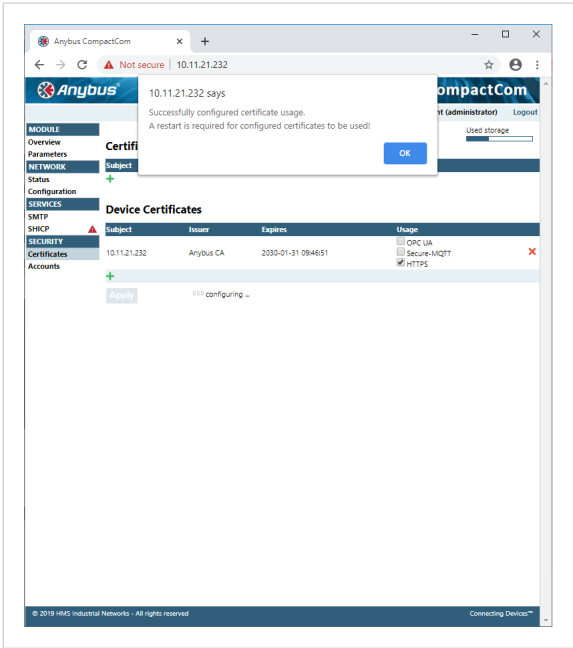 Anybus CompactCom
Not secure | 10.11.21.232
Anybus
10.11.21.232 says
Successfully configured certificate usage.
A restart is required for configured certificates to be used!
OK
ompactCom
(administrator) Logout
Used storage
MODULE
Overview
Parameters
NETWORK
Status
Configuration
SERVICES
SMTP
SHICP
SECURITY
Certificates
Accounts
Certifi
Subject
Device Certificates
Subject Issuer Expires Usage
10.11.21.232 Anybus CA 2030-01-31 09:46:51
OPC UA
Secure-MQTT
HTTPS
Apply
configuring ...
© 2019 HMS Industrial Networks - All rights reserved
Connecting Devices™